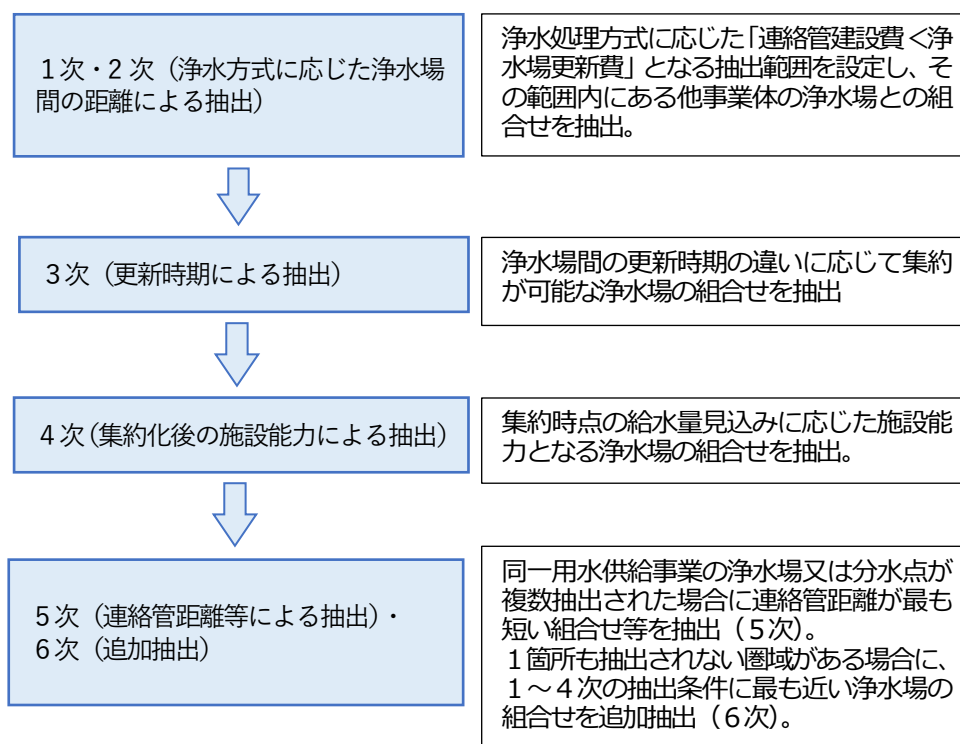 1次・2次（浄水方式に応じた浄水場
間の距離による抽出）
浄水処理方式に応じた「連絡管建設費＜浄
水場更新費」となる抽出範囲を設定し、そ
の範囲内にある他事業体の浄水場との組
合せを抽出。
3次（更新時期による抽出）
浄水場間の更新時期の違いに応じて集約
が可能な浄水場の組合せを抽出
4次（集約化後の施設能力による抽出）
集約時点の給水量見込みに応じた施設能
力となる浄水場の組合せを抽出。
5次（連絡管距離等による抽出）・
6次（追加抽出）
同一用水供給事業の浄水場又は分水点が
複数抽出された場合に連絡管距離が最も
短い組合せ等を抽出（５次）。
１箇所も抽出されない圏域がある場合に、
１～４次の抽出条件に最も近い浄水場の
組合せを追加抽出（６次）。